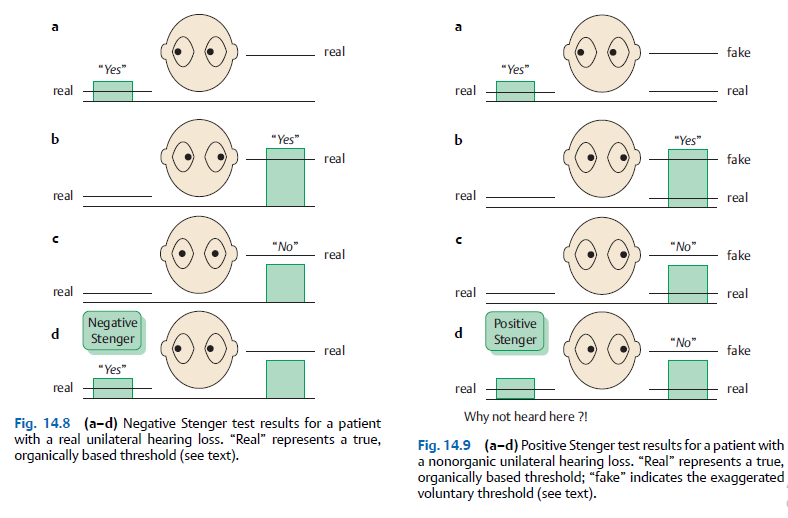 a
"Yes"
real
real
b
"Yes"
real
real
c
"No"
real
real
Negative
Stenger
d
"Yes"
real
real
Fig. 14.8 (a–d) Negative Stenger test results for a patient
with a real unilateral hearing loss. “Real” represents a true,
organically based threshold (see text).
a
"Yes"
fake
real
real
b
"Yes"
fake
real
real
c
"No"
fake
real
real
Positive
Stenger
d
"No"
fake
real
real
Why not heard here ?!
Fig. 14.9 (a–d) Positive Stenger test results for a patient with
a nonorganic unilateral hearing loss. “Real” represents a true,
organically based threshold; “fake” indicates the exaggerated
voluntary threshold (see text).